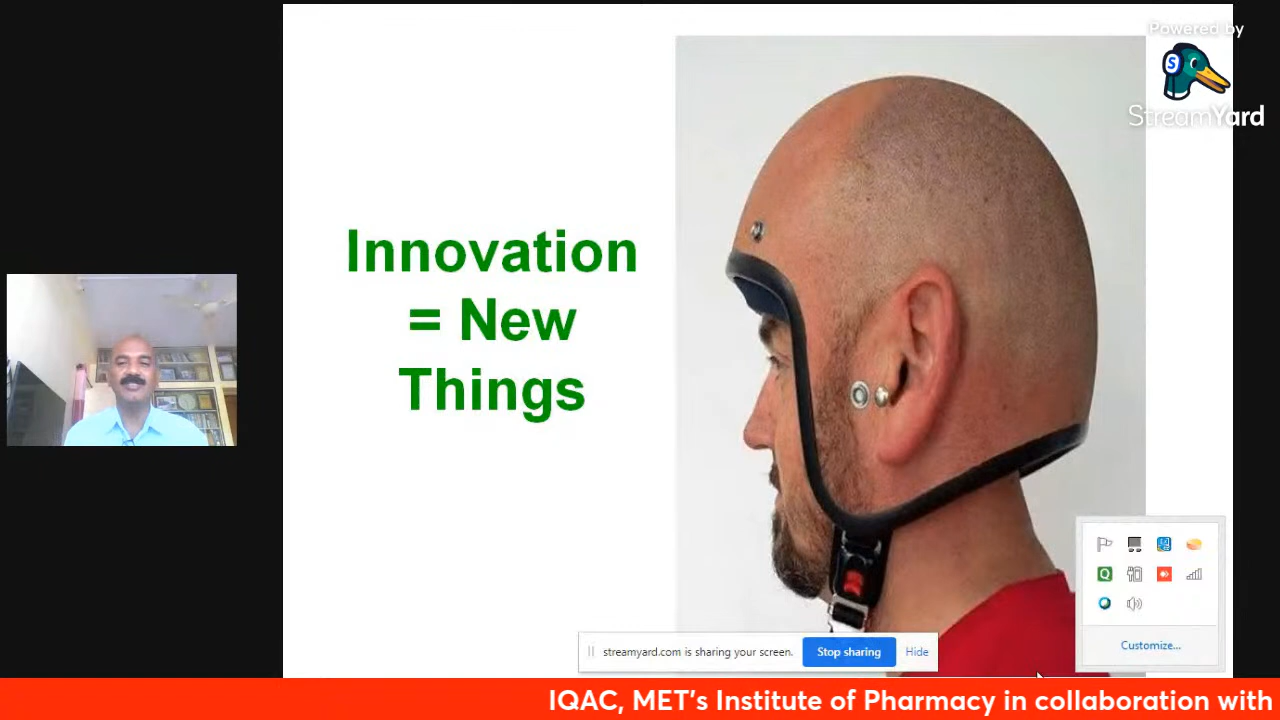 Powered by
StreamYard
Innovation
= New
Things
streamyard.com is sharing your screen.
Stop sharing
Hide
Customize...
IQAC, MET's Institute of Pharmacy in collaboration with